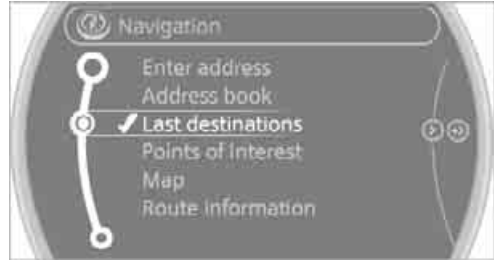 Navigation
Enter address
Address book
Last destinations
Points of Interest
Map
Route information